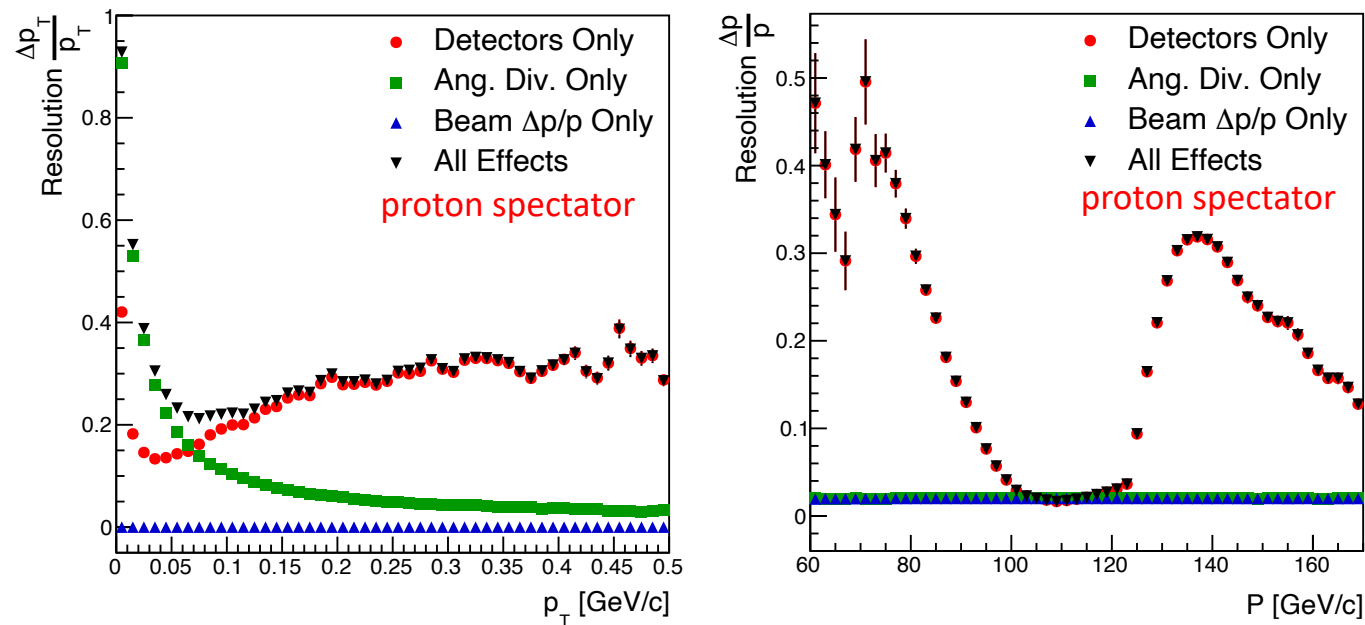 Resolution Δp_T / p_T
1
0.8
0.6
0.4
0.2
0
Detectors Only
Ang. Div. Only
Beam Δp/p Only
All Effects
proton spectator
0 0.05 0.1 0.15 0.2 0.25 0.3 0.35 0.4 0.45 0.5
p_T [GeV/c]
Resolution Δp / p
0.5
0.4
0.3
0.2
0.1
0
Detectors Only
Ang. Div. Only
Beam Δp/p Only
All Effects
proton spectator
60 80 100 120 140 160
P [GeV/c]